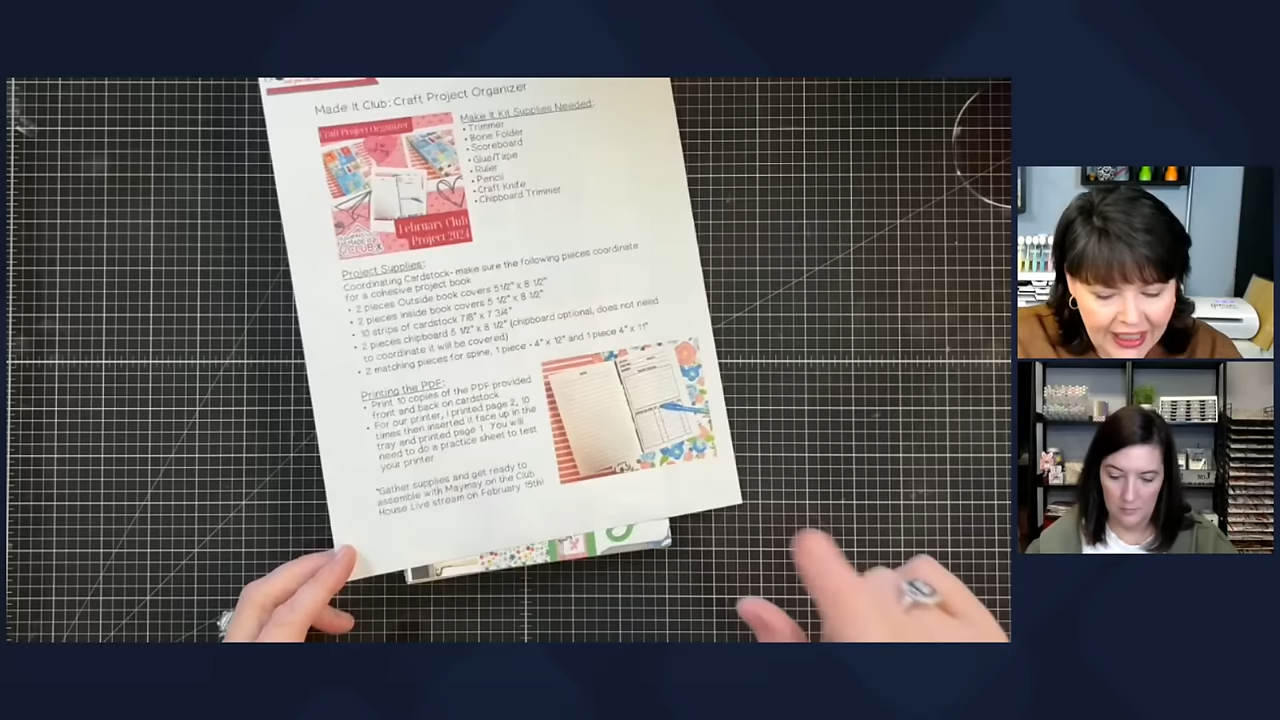 Made It Club: Craft Project Organizer
Make It Kit Supplies Needed:
• Trimmer
• Bone Folder
• Scoreboard
• Glue/Tape
• Ruler
• Pencil
• Craft Knife
• Chipboard Trimmer
Craft Project Organizer
February Club
Project 2024
CLUB
Project Supplies:
Coordinating Cardstock- make sure the following pieces coordinate
for a cohesive project book
• 2 pieces Outside book covers 5 1/2" x 8 1/2"
• 2 pieces inside book covers 5 1/2" x 8 1/2"
• 10 strips of cardstock 7/8" x 7 3/4"
• 2 pieces chipboard 5 1/2" x 8 1/2" (chipboard optional, does not need
to coordinate it will be covered)
• 2 matching pieces for spine, 1 piece - 4" x 12" and 1 piece 4" x 11"
Printing the PDF:
• Print 10 copies of the PDF provided
front and back on cardstock
• For our printer, I printed page 2, 10
times then inserted it face up in the
tray and printed page 1. You will
need to do a practice sheet to test
your printer
*Gather supplies and get ready to
assemble with Maymay on the Club
House Live stream on February 15th!